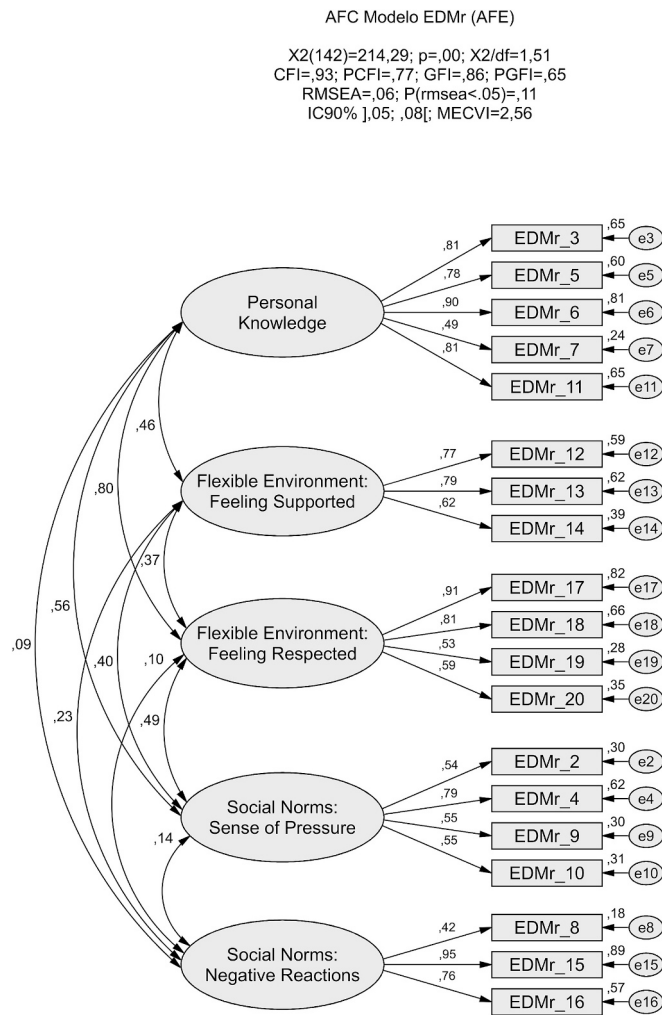 AFC Modelo EDMr (AFE)
X2(142)=214,29; p=,00; X2/df=1,51
CFI=,93; PCFI=,77; GFI=,86; PGFI=,65
RMSEA=,06; P(rmsea<.05)=,11
IC90% ],05; ,08[; MECVI=2,56
Personal
Knowledge
,81
EDMr_3
,65
e3
,78
EDMr_5
,60
e5
,90
EDMr_6
,81
e6
,49
EDMr_7
,24
e7
,81
EDMr_11
,65
e11
,46
Flexible Environment:
Feeling Supported
,77
EDMr_12
,59
e12
,79
EDMr_13
,62
e13
,62
EDMr_14
,39
e14
,80
,37
Flexible Environment:
Feeling Respected
,91
EDMr_17
,82
e17
,81
EDMr_18
,66
e18
,53
EDMr_19
,28
e19
,59
EDMr_20
,35
e20
,56
,09
,40
,10
,23
,49
Social Norms:
Sense of Pressure
,54
EDMr_2
,30
e2
,79
EDMr_4
,62
e4
,55
EDMr_9
,30
e9
,55
EDMr_10
,31
e10
,14
Social Norms:
Negative Reactions
,42
EDMr_8
,18
e8
,95
EDMr_15
,89
e15
,76
EDMr_16
,57
e16